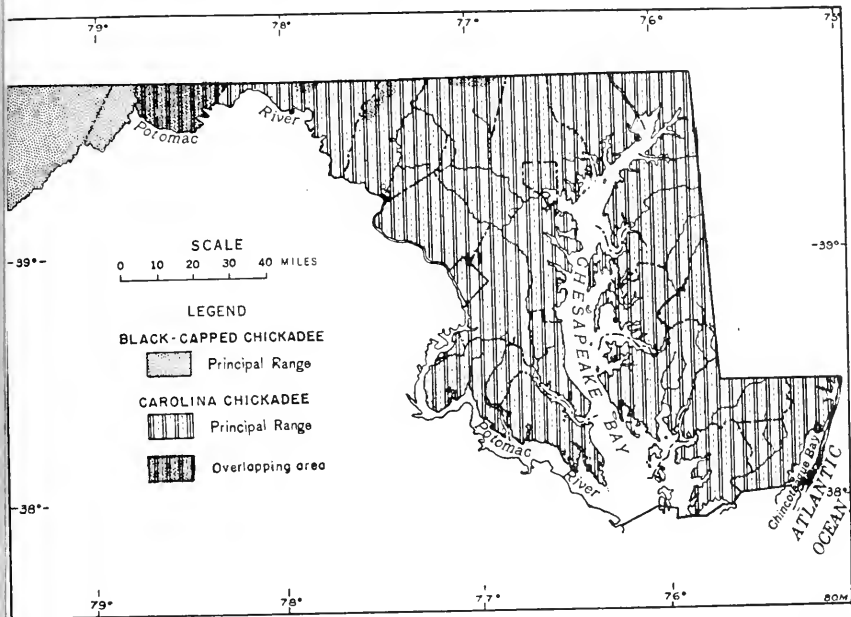 79°
78°
77°
76°
75°
Potomac
River
39°
39°
SCALE
0 10 20 30 40 MILES
LEGEND
BLACK-CAPPED CHICKADEE
Principal Range
CAROLINA CHICKADEE
Principal Range
Overlapping area
CHESAPEAKE BAY
Potomac
River
Chincoteague Bay
ATLANTIC
OCEAN
38°
38°
79°
78°
77°
76°